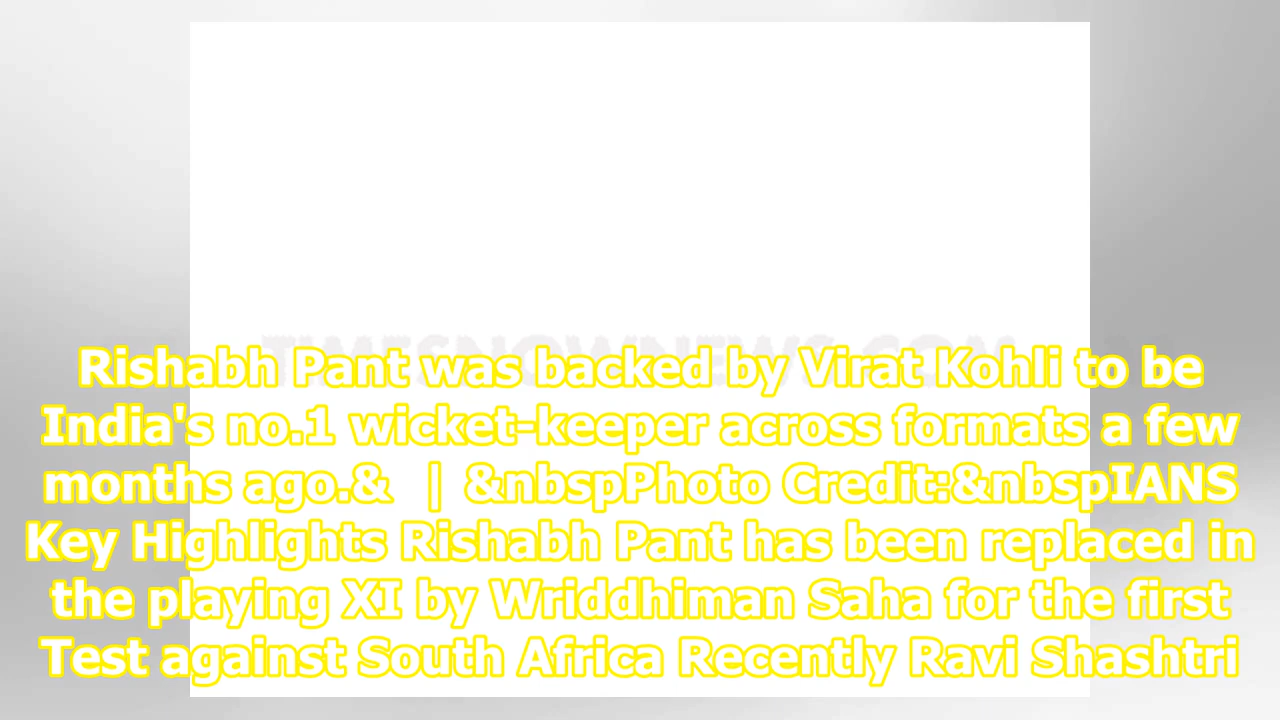 TIMESNOWNEWS.COM
Rishabh Pant was backed by Virat Kohli to be
India's no.1 wicket-keeper across formats a few
months ago.&  | &nbspPhoto Credit:&nbspIANS
Key Highlights Rishabh Pant has been replaced in
the playing XI by Wriddhiman Saha for the first
Test against South Africa Recently Ravi Shashtri